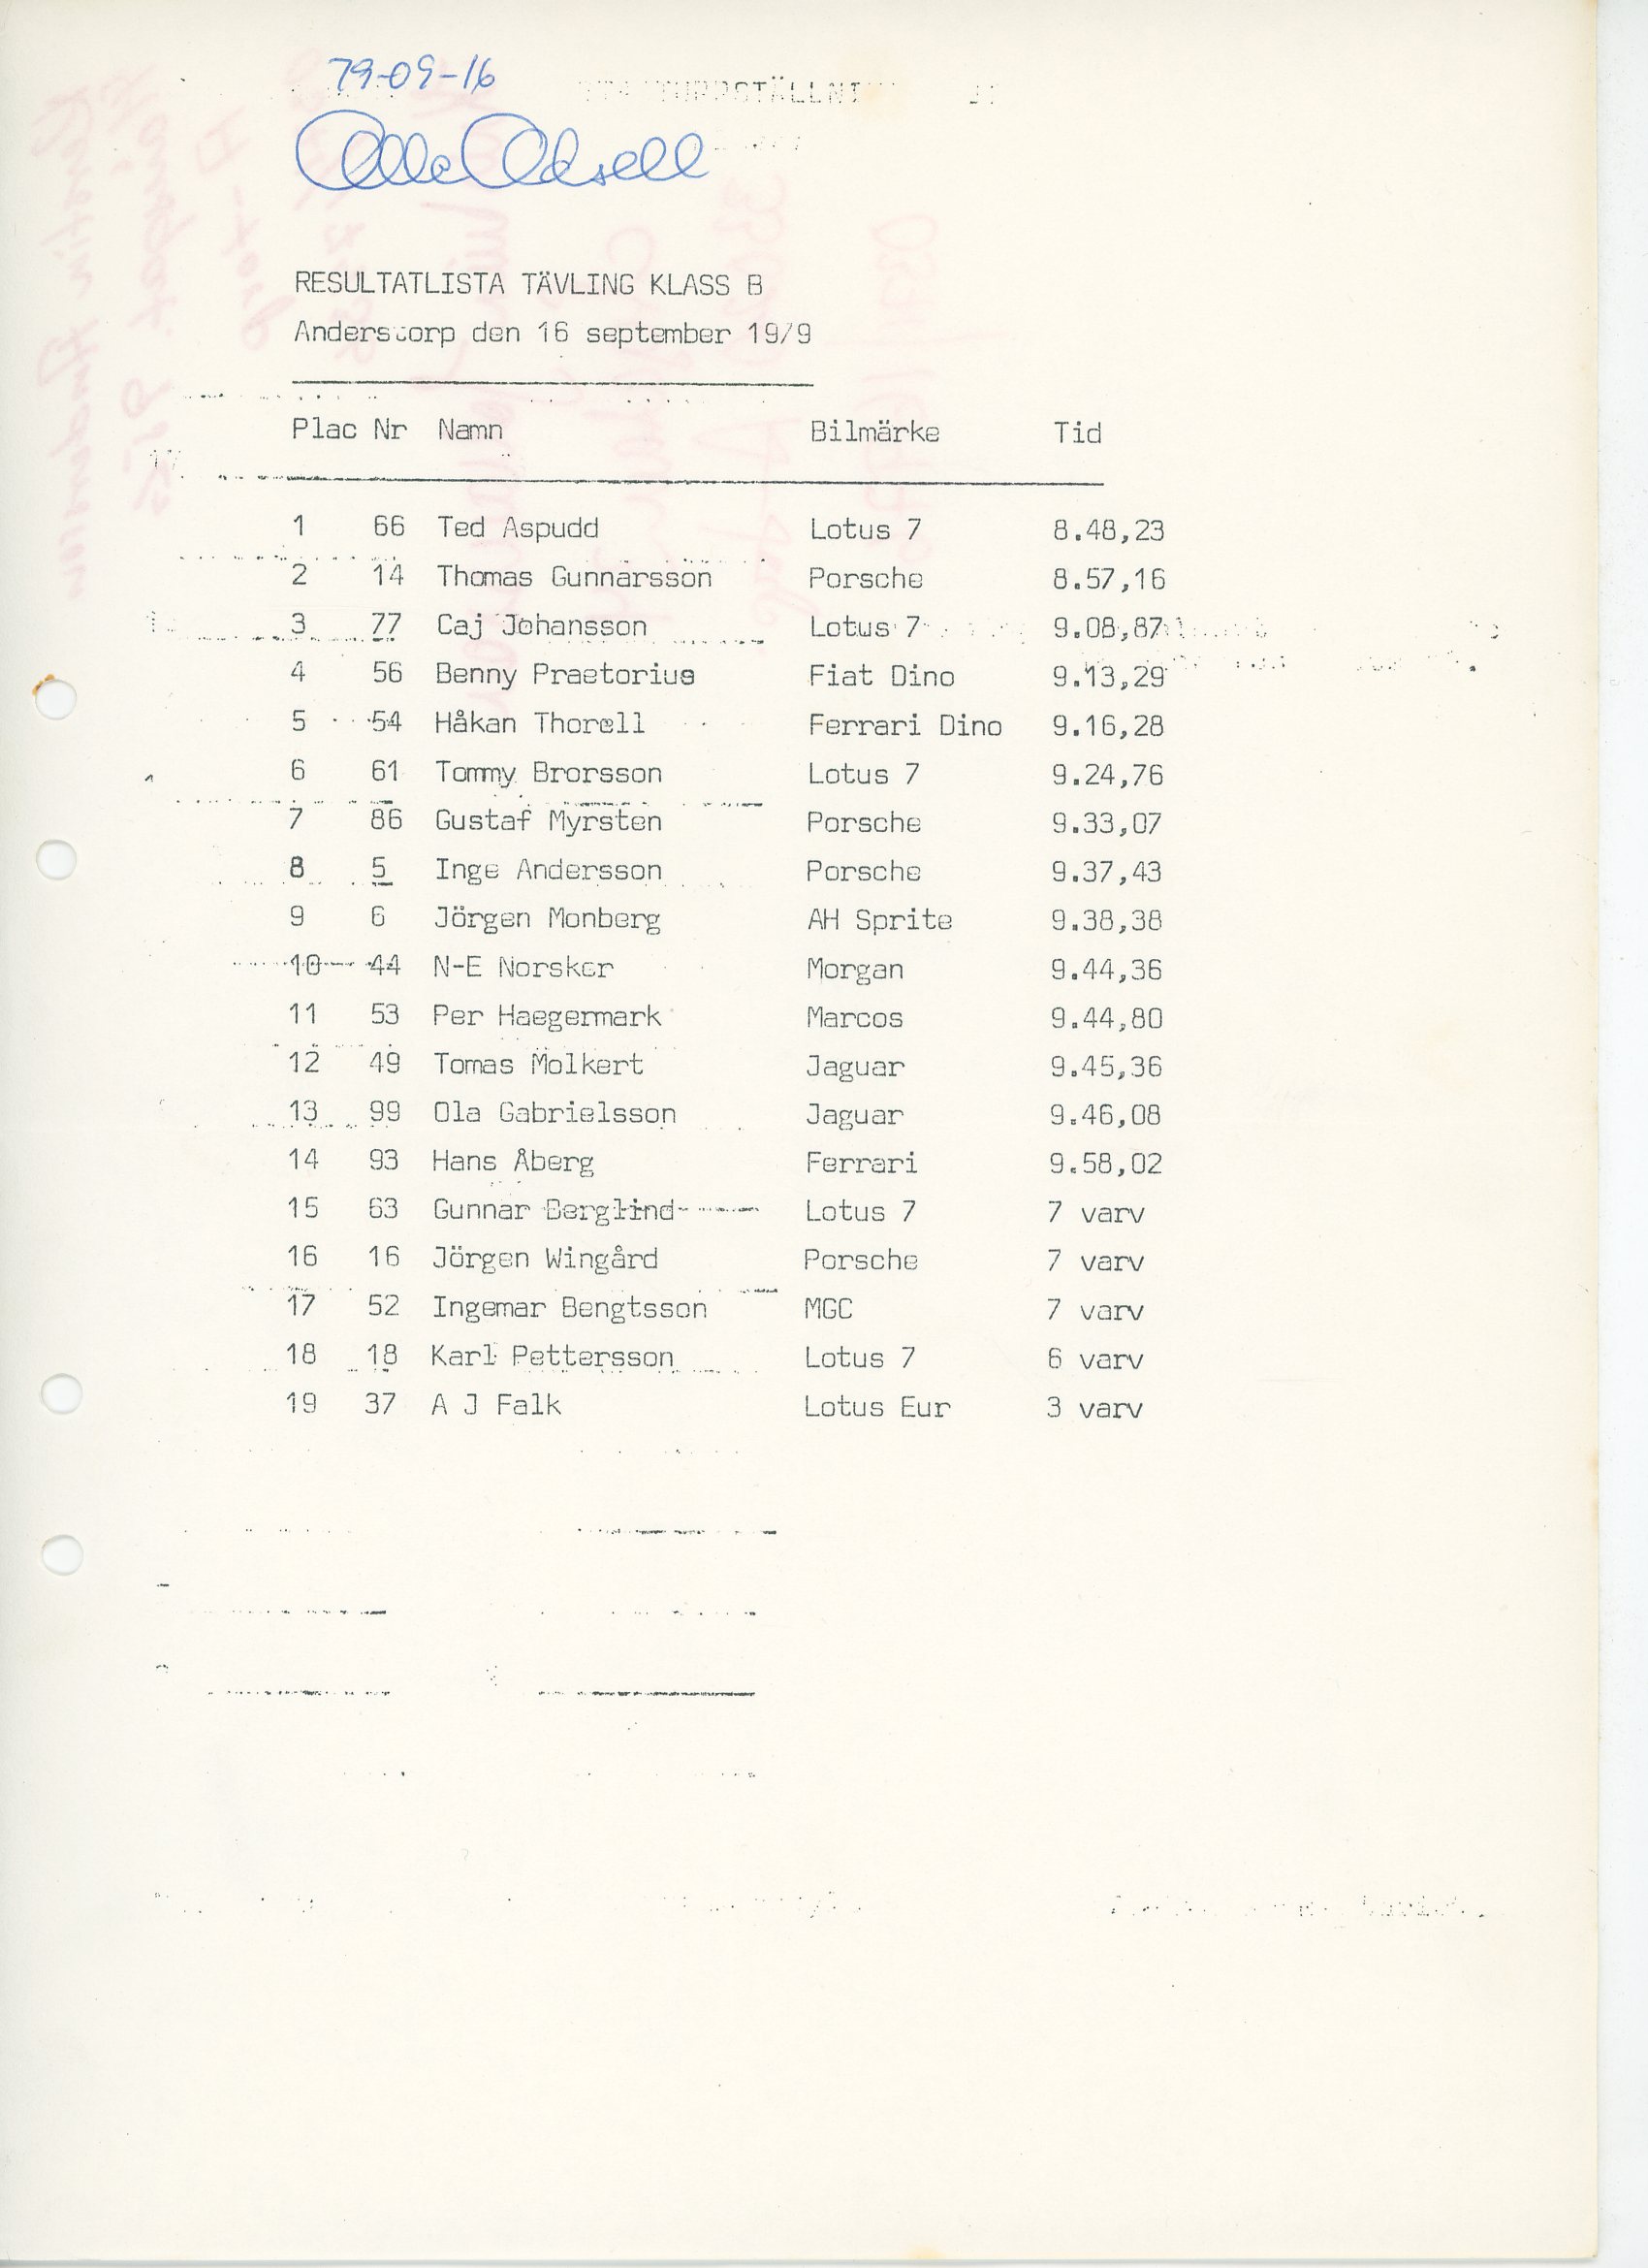 79-09-16
Olle Adsell
RESULTATLISTA TÄVLING KLASS B
Anderstorp den 16 september 1979
Plac Nr Namn Bilmärke Tid
1 66 Ted Aspudd Lotus 7 8.48,23
2 14 Thomas Gunnarsson Porsche 8.57,16
3 77 Caj Johansson Lotus 7 9.08,87
4 56 Benny Praetorius Fiat Dino 9.13,29
5 54 Håkan Thorell Ferrari Dino 9.16,28
6 61 Tommy Brorsson Lotus 7 9.24,76
7 86 Gustaf Myrsten Porsche 9.33,07
8 5 Inge Andersson Porsche 9.37,43
9 6 Jörgen Monberg AH Sprite 9.38,38
10 44 N-E Norsker Morgan 9.44,36
11 53 Per Haegermark Marcos 9.44,80
12 49 Tomas Molkert Jaguar 9.45,36
13 99 Ola Gabrielsson Jaguar 9.46,08
14 93 Hans Åberg Ferrari 9.58,02
15 63 Gunnar Berglind Lotus 7 7 varv
16 16 Jörgen Wingård Porsche 7 varv
17 52 Ingemar Bengtsson MGC 7 varv
18 18 Karl Pettersson Lotus 7 6 varv
19 37 A J Falk Lotus Eur 3 varv